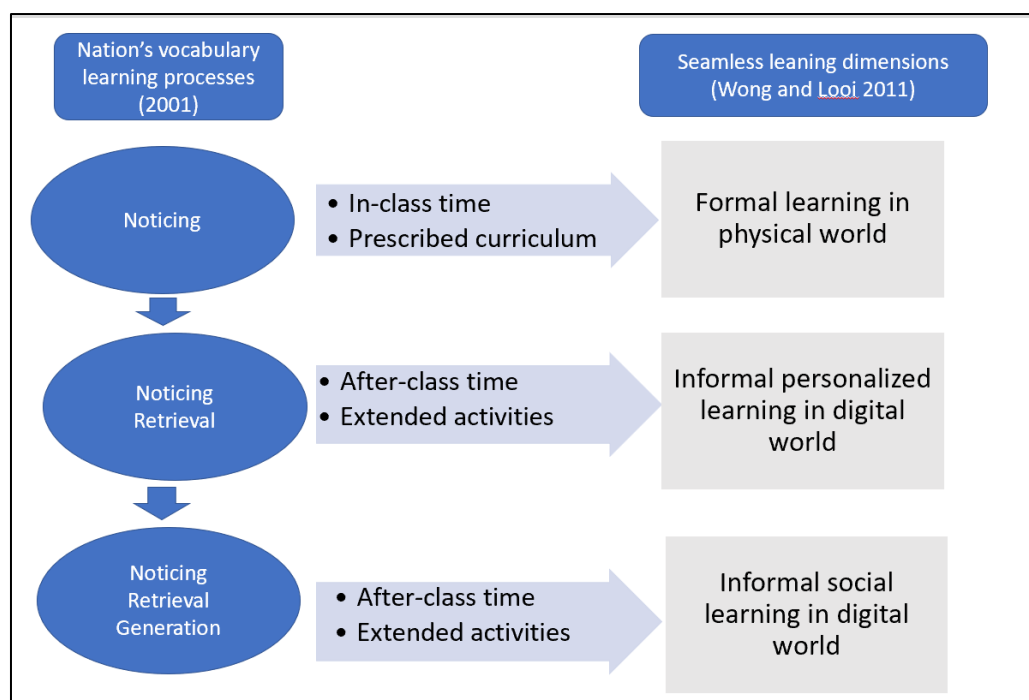 Nation's vocabulary
learning processes
(2001)
Seamless leaning dimensions
(Wong and Looi 2011)
Noticing
• In-class time
• Prescribed curriculum
Formal learning in
physical world
Noticing
Retrieval
• After-class time
• Extended activities
Informal personalized
learning in digital
world
Noticing
Retrieval
Generation
• After-class time
• Extended activities
Informal social
learning in digital
world